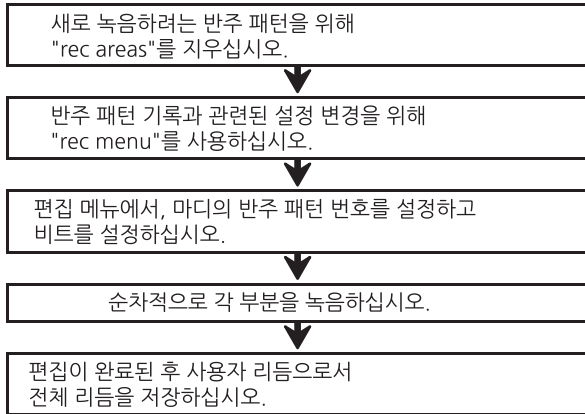 새로 녹음하려는 반주 패턴을 위해
"rec areas"를 지우십시오.
반주 패턴 기록과 관련된 설정 변경을 위해
"rec menu"를 사용하십시오.
편집 메뉴에서, 마디의 반주 패턴 번호를 설정하고
비트를 설정하십시오.
순차적으로 각 부분을 녹음하십시오.
편집이 완료된 후 사용자 리듬으로서
전체 리듬을 저장하십시오.